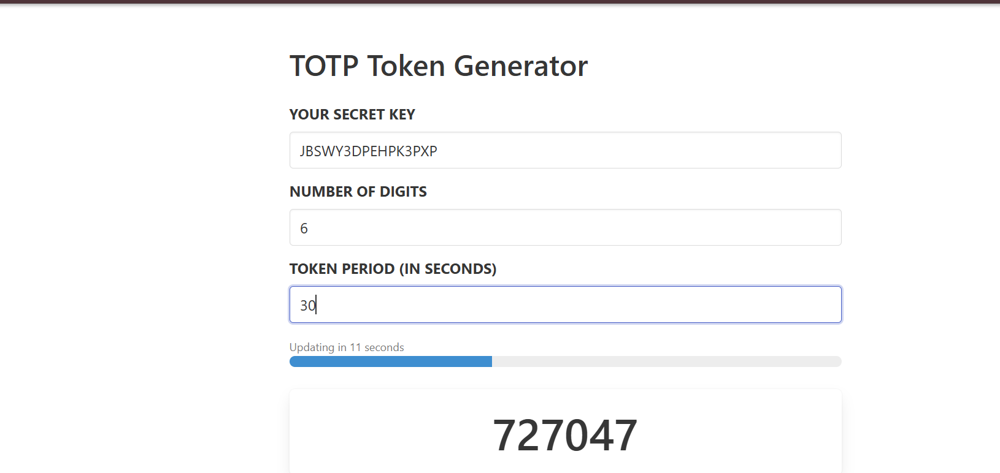 TOTP Token Generator
YOUR SECRET KEY
JBSWY3DPEHPK3PXP
NUMBER OF DIGITS
6
TOKEN PERIOD (IN SECONDS)
30
Updating in 11 seconds
727047